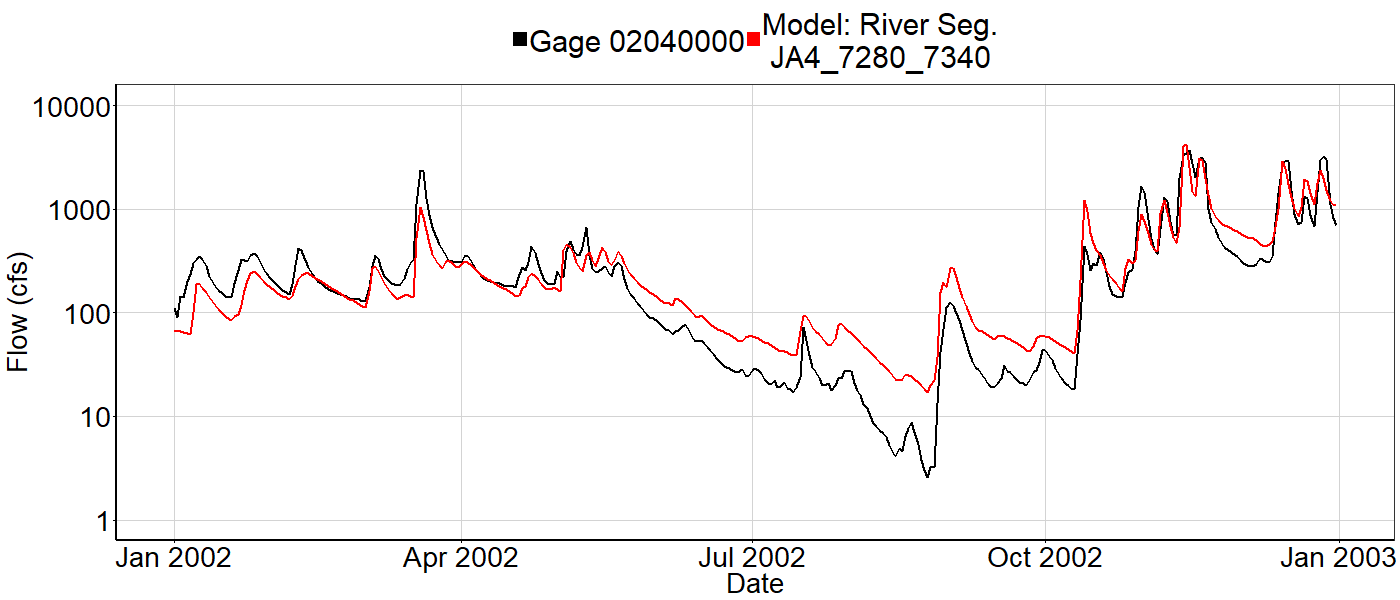 Gage 02040000
Model: River Seg.
JA4_7280_7340
10000
1000
100
10
1
Flow (cfs)
Jan 2002
Apr 2002
Jul 2002
Oct 2002
Jan 2003
Date